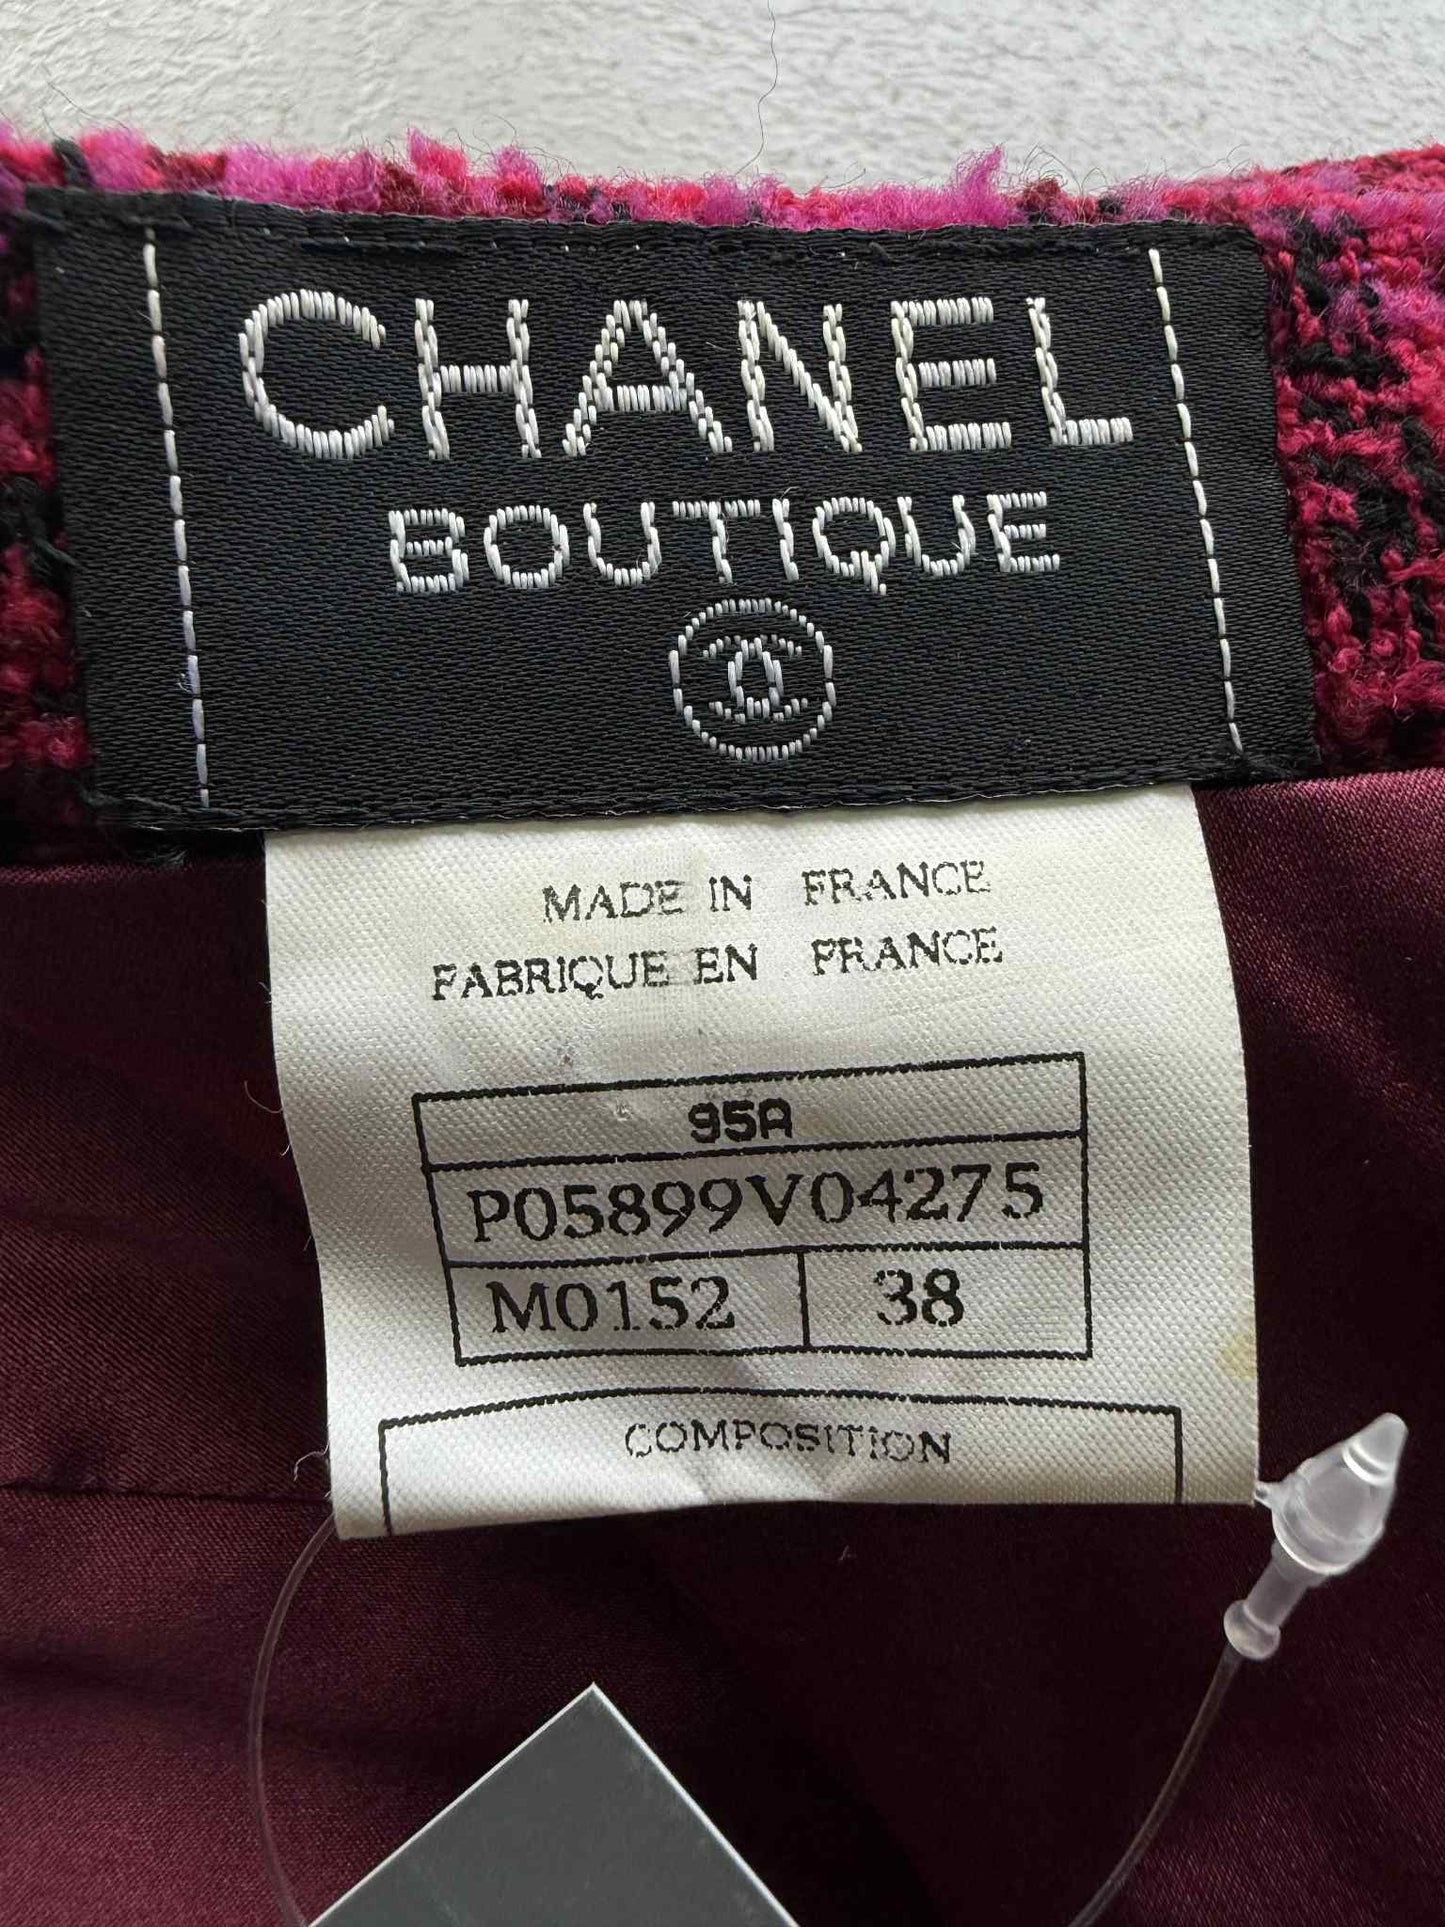 CHANEL
BOUTIQUE
MADE IN FRANCE
FABRIQUE EN FRANCE
95A
P05899V04275
M0152 38
COMPOSITION